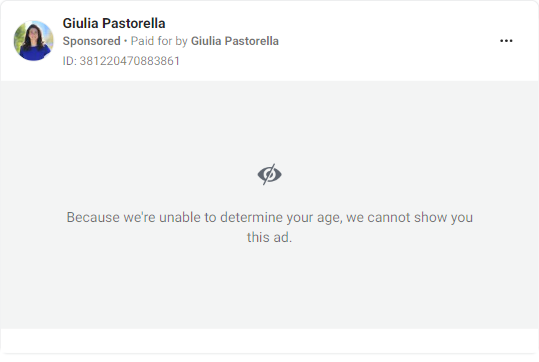 Giulia Pastorella
Sponsored • Paid for by Giulia Pastorella
ID: 381220470883861
Because we're unable to determine your age, we cannot show you
this ad.